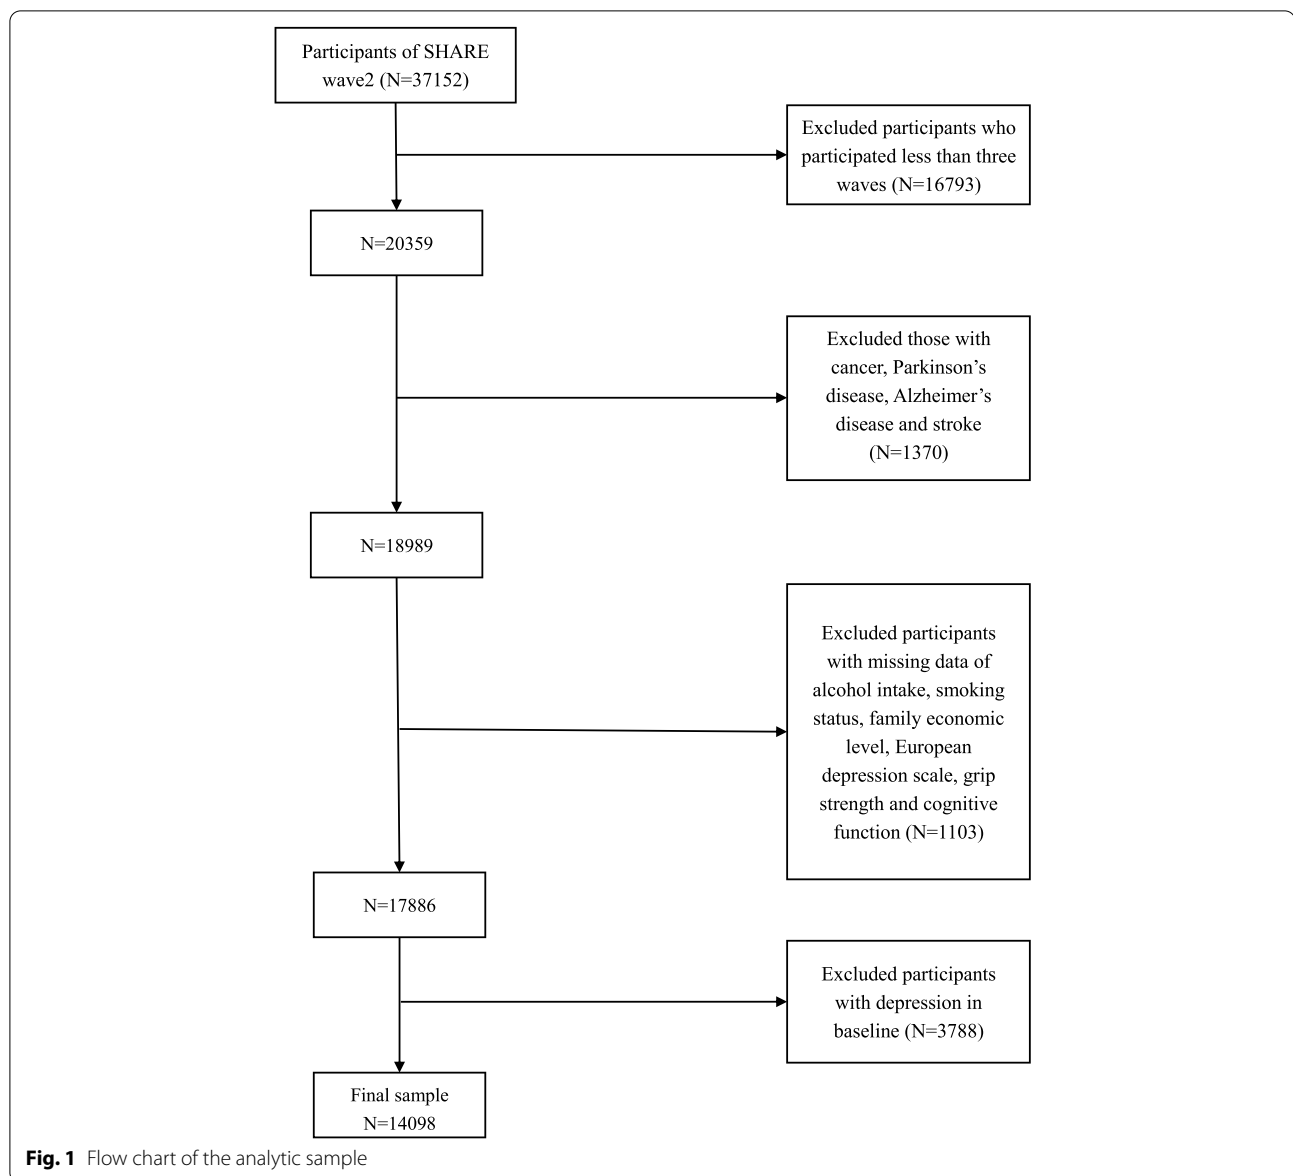 Participants of SHARE
wave2 (N=37152)
Excluded participants who
participated less than three
waves (N=16793)
N=20359
Excluded those with
cancer, Parkinson’s
disease, Alzheimer’s
disease and stroke
(N=1370)
N=18989
Excluded participants
with missing data of
alcohol intake, smoking
status, family economic
level, European
depression scale, grip
strength and cognitive
function (N=1103)
N=17886
Excluded participants
with depression in
baseline (N=3788)
Final sample
N=14098
Fig. 1 Flow chart of the analytic sample